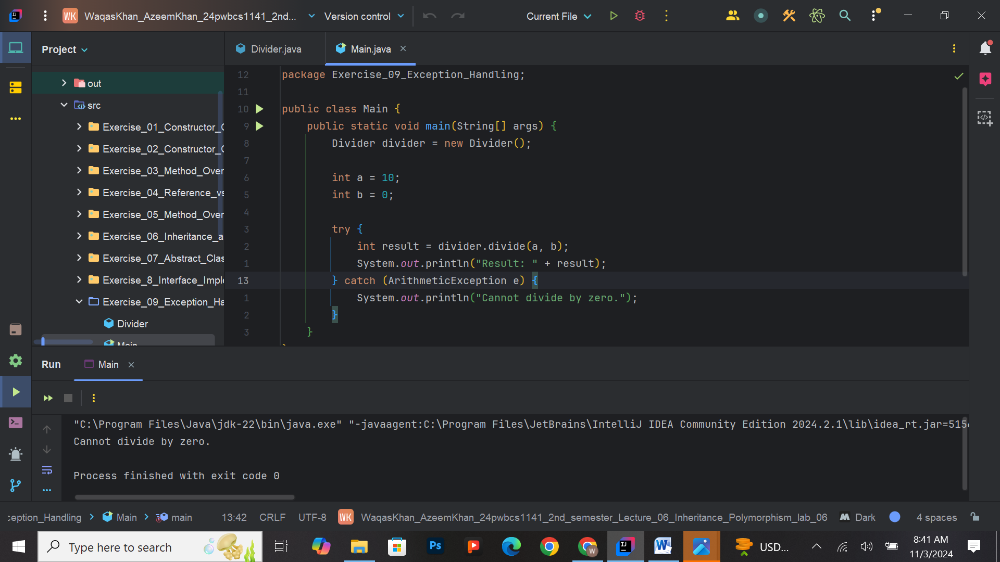 WK WaqasKhan_AzeemKhan_24pwbcs1141_2nd... Version control Current File
Project
Divider.java Main.java
out
src
Exercise_01_Constructor_
Exercise_02_Constructor_
Exercise_03_Method_Over
Exercise_04_Reference_vs
Exercise_05_Method_Over
Exercise_06_Inheritance_a
Exercise_07_Abstract_Clas
Exercise_8_Interface_Imple
Exercise_09_Exception_Ha
Divider
Main
12 package Exercise_09_Exception_Handling;
11
10 public class Main {
9 public static void main(String[] args) {
8 Divider divider = new Divider();
7
6 int a = 10;
5 int b = 0;
4
3 try {
2 int result = divider.divide(a, b);
1 System.out.println("Result: " + result);
13 } catch (ArithmeticException e) {
1 System.out.println("Cannot divide by zero.");
2 }
3 }
Run Main
"C:\Program Files\Java\jdk-22\bin\java.exe" "-javaagent:C:\Program Files\JetBrains\IntelliJ IDEA Community Edition 2024.2.1\lib\idea_rt.jar=515
Cannot divide by zero.
Process finished with exit code 0
ception_Handling Main main 13:42 CRLF UTF-8 WK WaqasKhan_AzeemKhan_24pwbcs1141_2nd_semester_Lecture_06_Inheritance_Polymorphism_lab_06 Dark 4 spaces
Type here to search
Ps
W
IJ
W
USD...
8:41 AM
11/3/2024